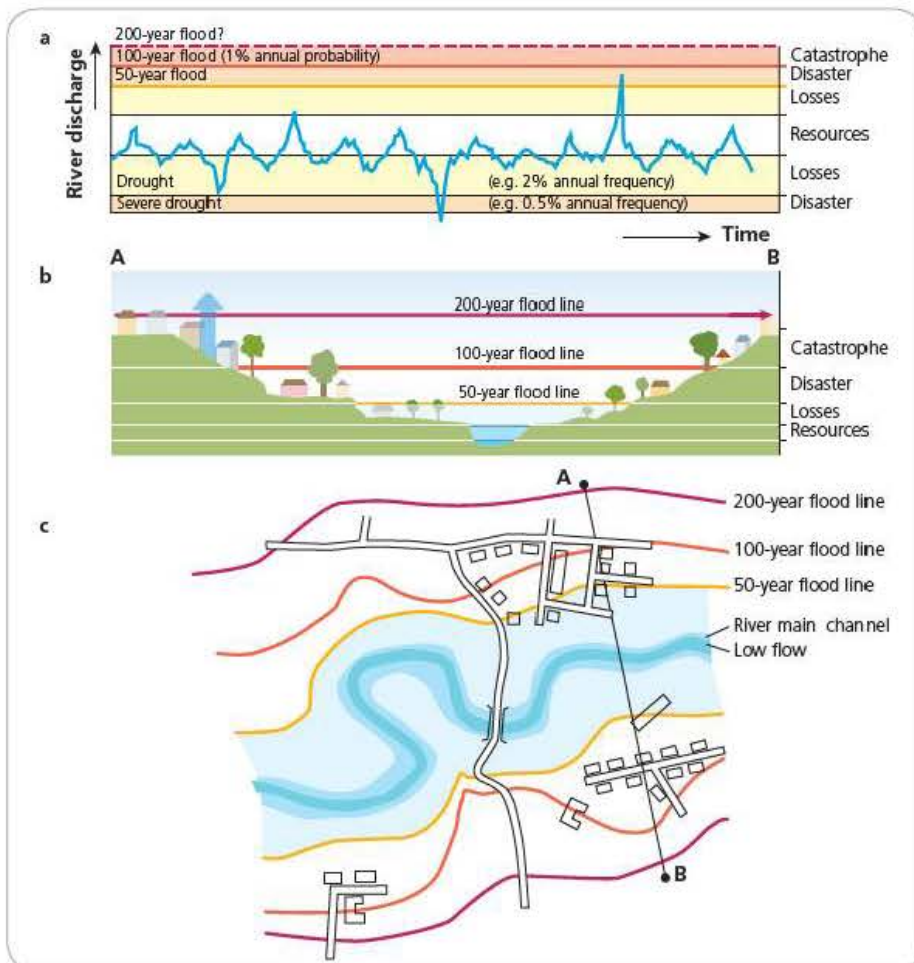 a
200-year flood?
100-year flood (1% annual probability)
50-year flood
River discharge
Catastrophe
Disaster
Losses
Resources
Losses
Disaster
Drought
(e.g. 2% annual frequency)
Severe drought
(e.g. 0.5% annual frequency)
Time
A
B
b
200-year flood line
100-year flood line
50-year flood line
Catastrophe
Disaster
Losses
Resources
c
A
200-year flood line
100-year flood line
50-year flood line
River main channel
Low flow
B